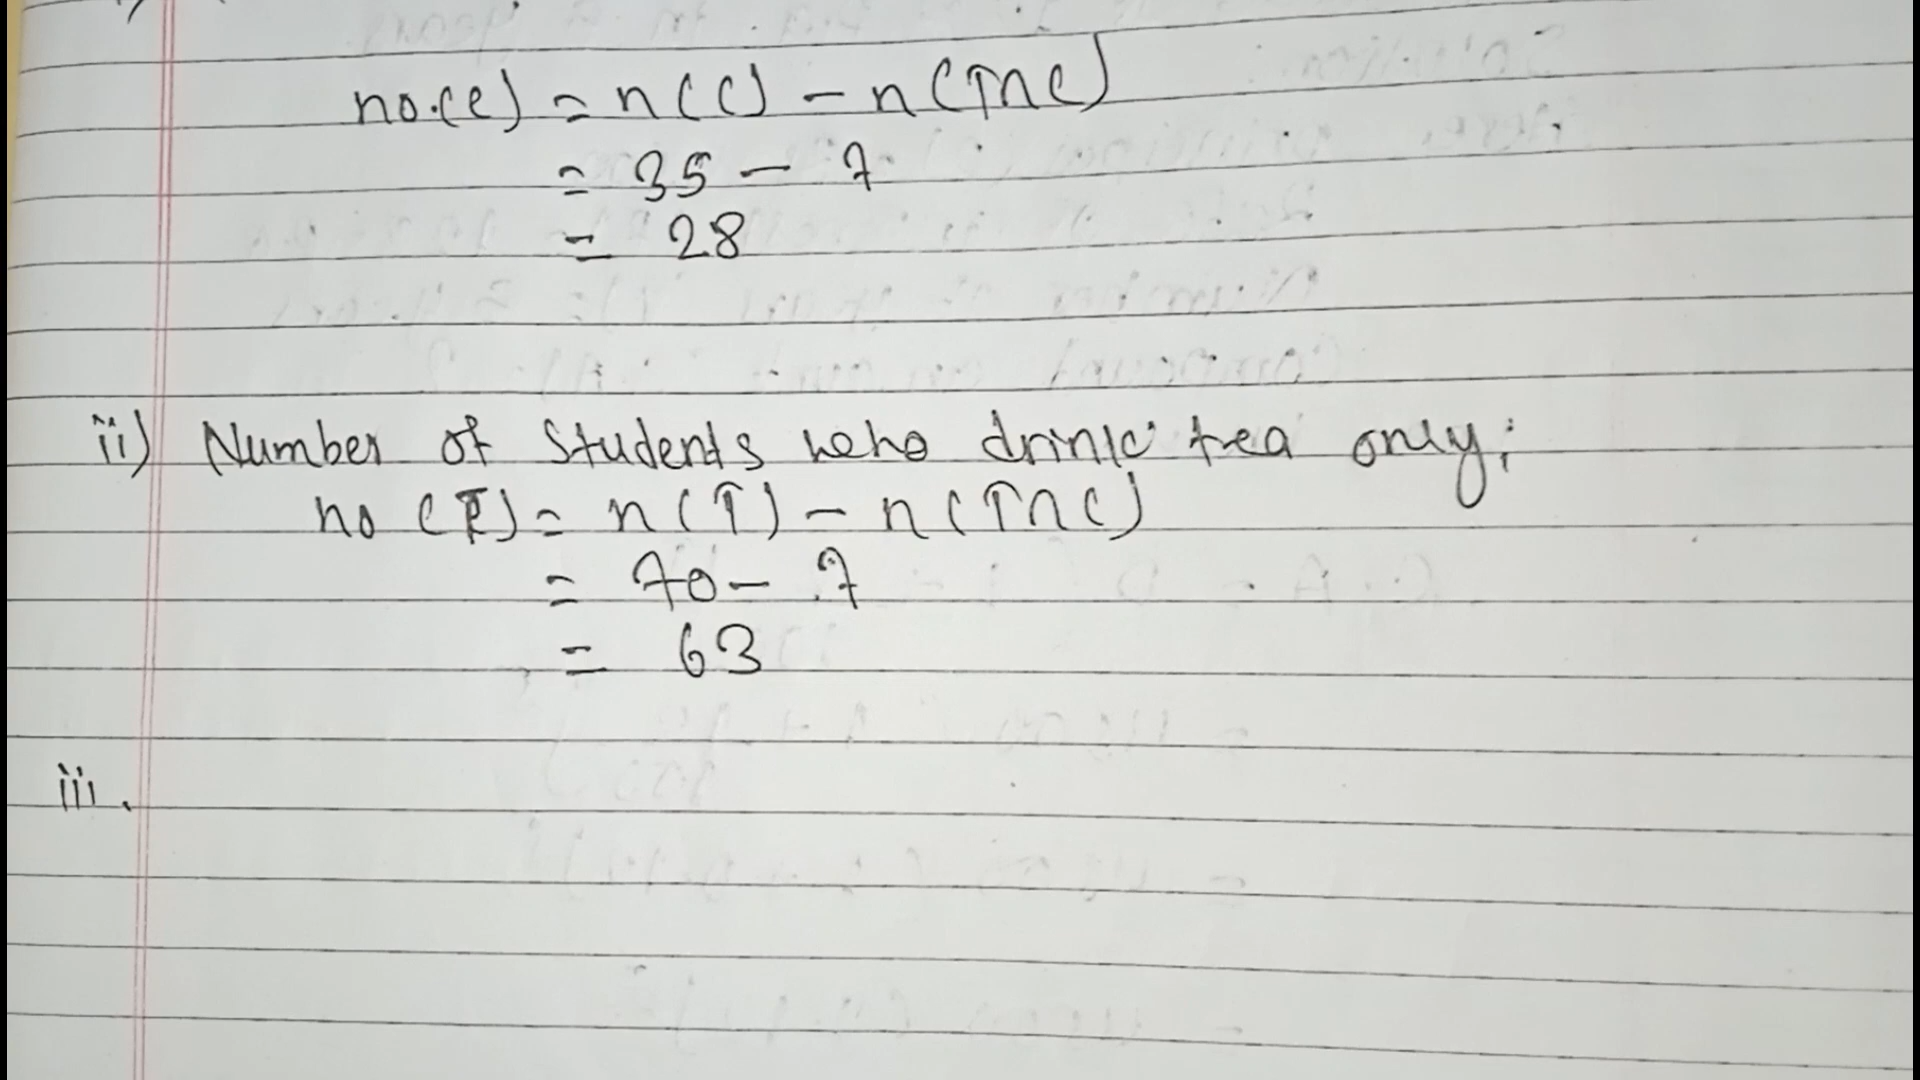 no.(c) = n(C) - n(T∩C)
= 35 - 7
= 28
ii) Number of Students who drink tea only;
no (T) = n(T) - n(T∩C)
= 70 - 7
= 63
iii.